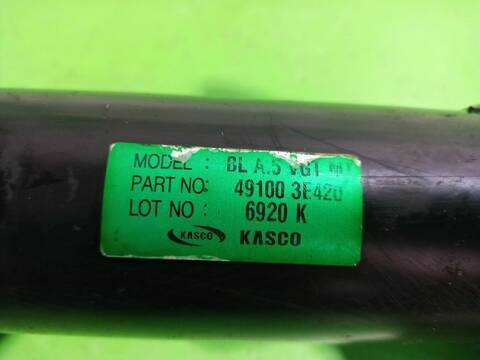 MODEL : BL A.5 VGT M
PART NO: 49100 3E420
LOT NO : 6920 K
KASCO KASCO